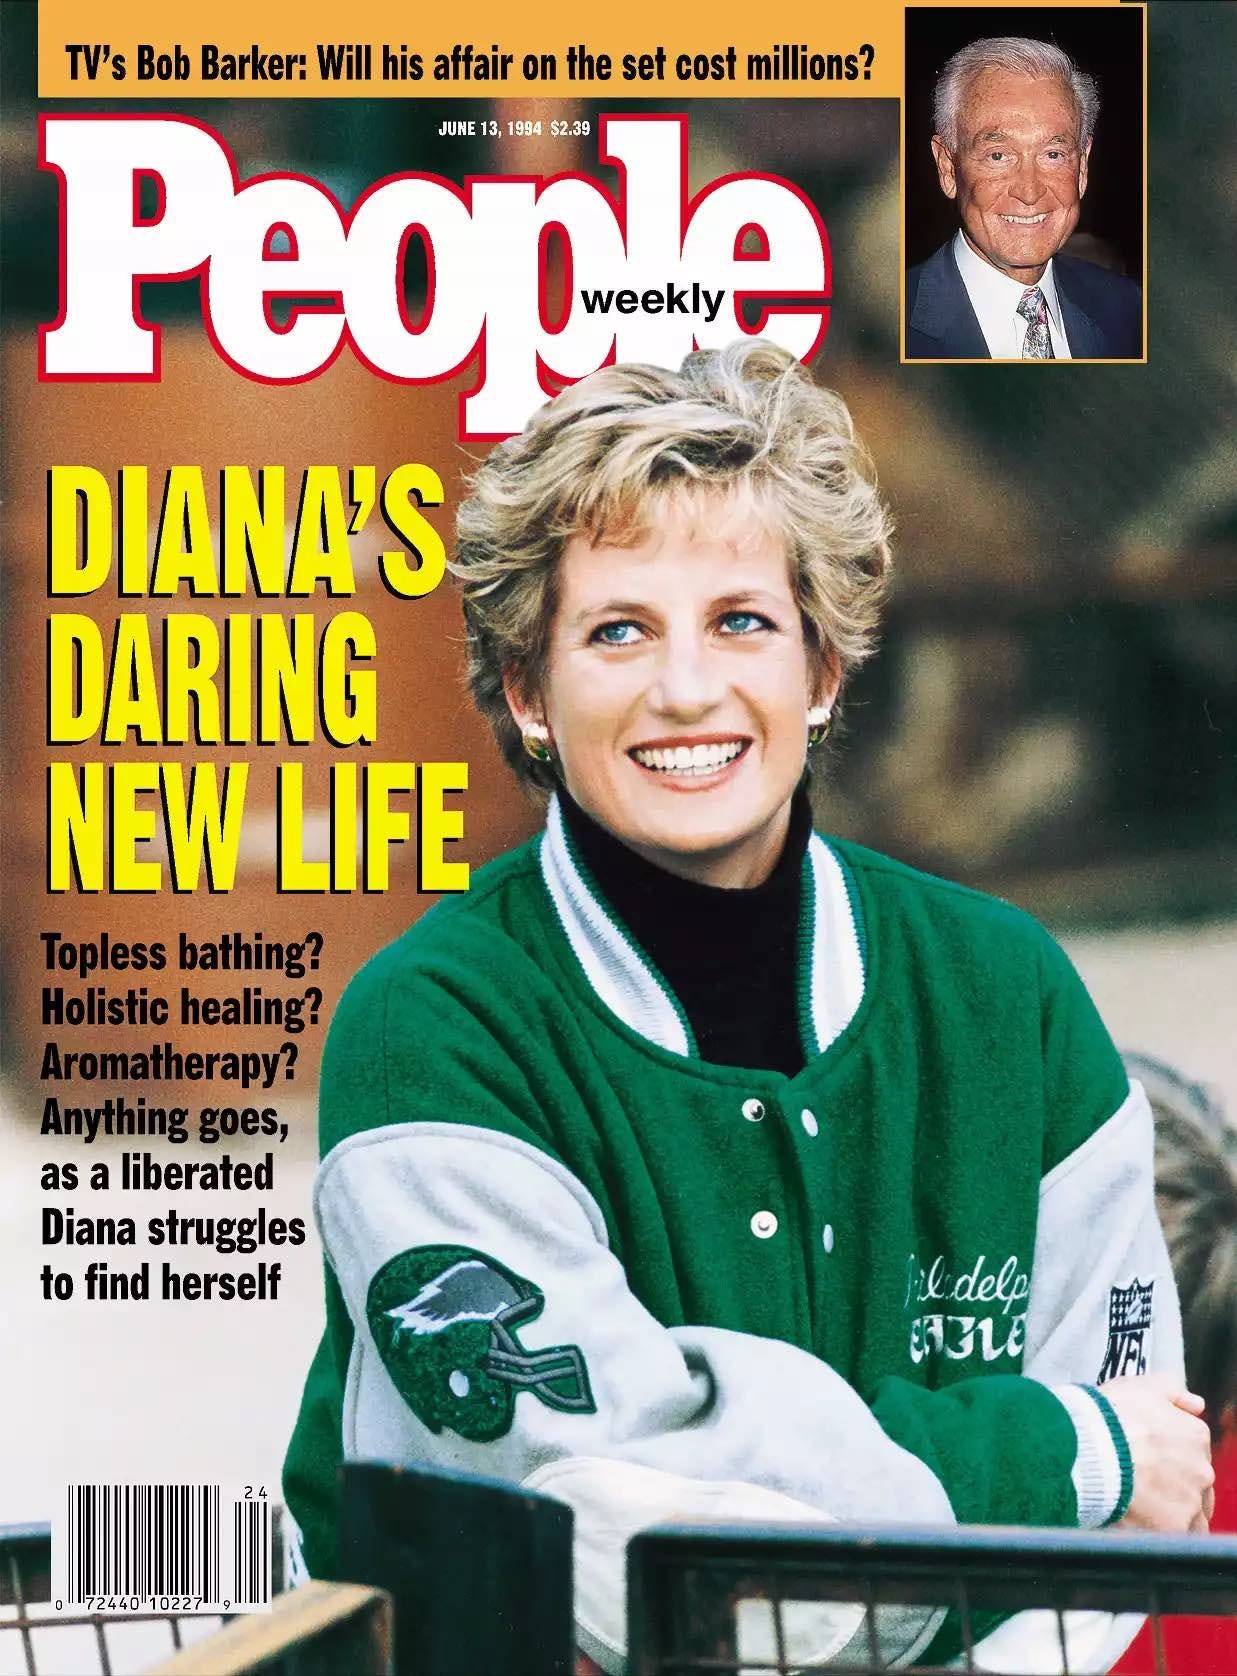 TV's Bob Barker: Will his affair on the set cost millions?
JUNE 13, 1994 $2.39
People
weekly
DIANA'S
DARING
NEW LIFE
Topless bathing?
Holistic healing?
Aromatherapy?
Anything goes,
as a liberated
Diana struggles
to find herself
iladelp
EAGLE
NFL
24
0 72440 10227 9